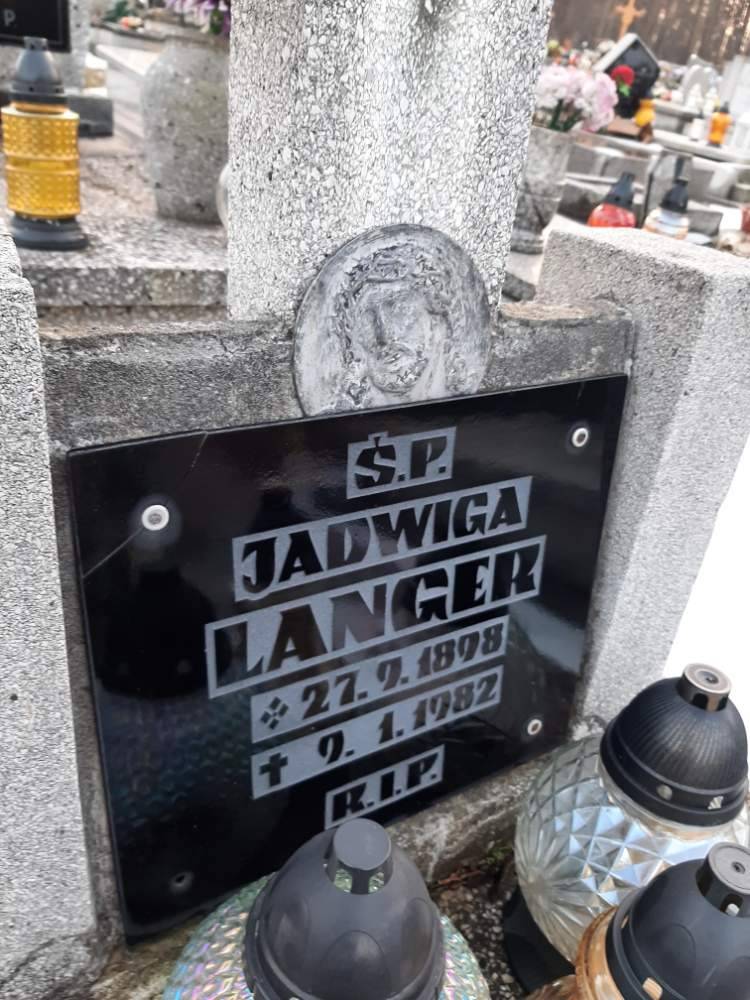 Ś.P.
JADWIGA
LANGER
27. 9. 1898
✝ 9. 1. 1982
R.I.P.